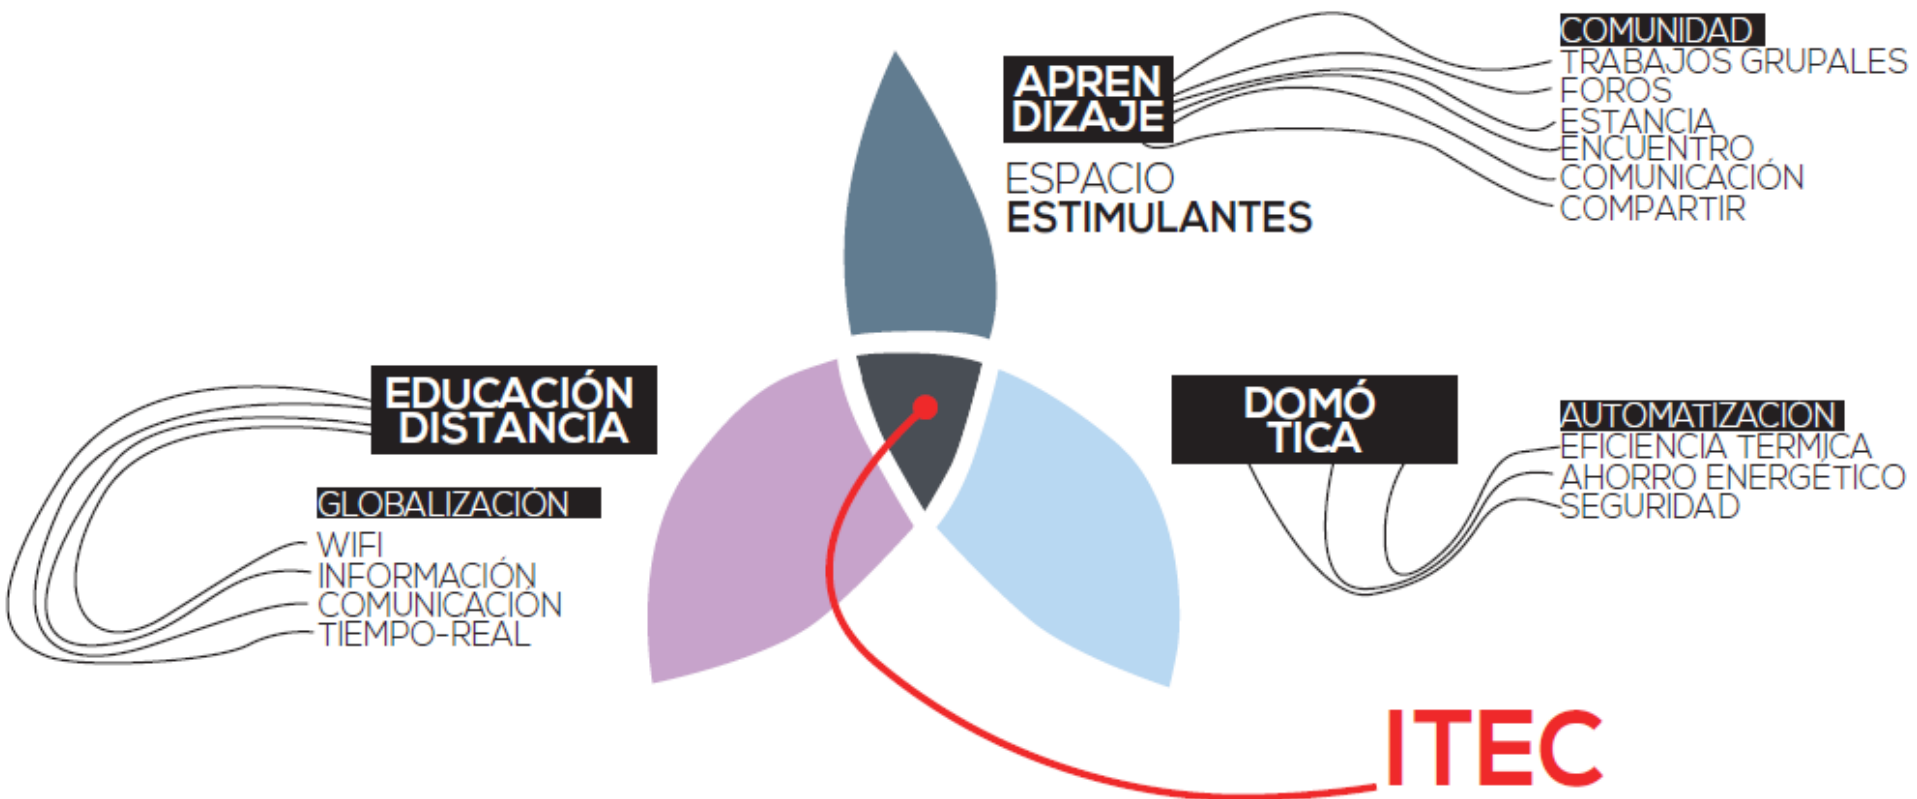 APREN
DIZAJE
ESPACIO
ESTIMULANTES
COMUNIDAD
TRABAJOS GRUPALES
FOROS
ESTANCIA
ENCUENTRO
COMUNICACIÓN
COMPARTIR
EDUCACIÓN
DISTANCIA
GLOBALIZACIÓN
WIFI
INFORMACIÓN
COMUNICACIÓN
TIEMPO-REAL
DOMÓ
TICA
AUTOMATIZACION
EFICIENCIA TERMICA
AHORRO ENERGÉTICO
SEGURIDAD
ITEC